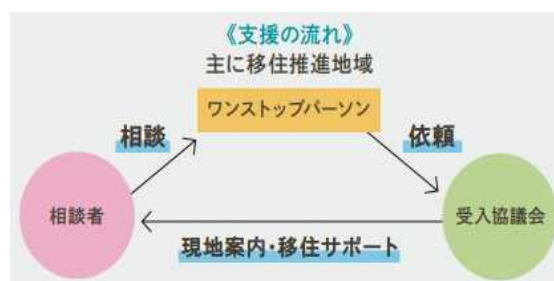 《支援の流れ》
主に移住推進地域
ワンストップパーソン
相談
依頼
相談者
受入協議会
現地案内・移住サポート